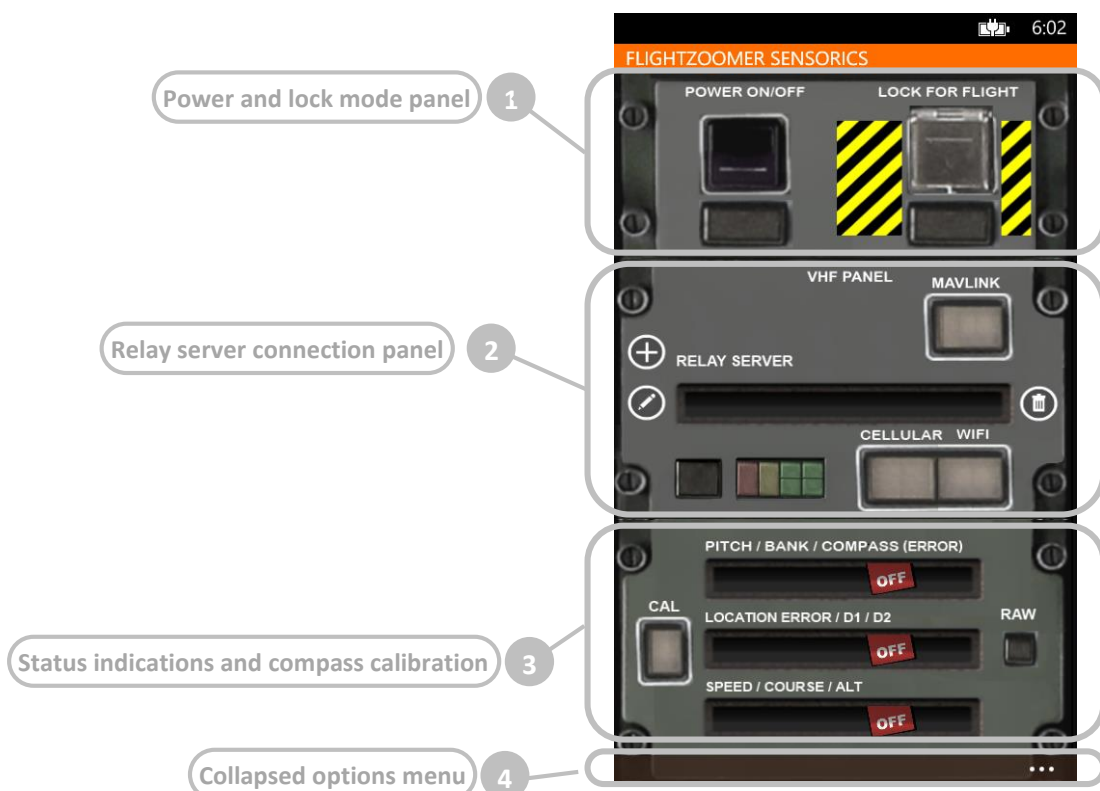 6:02
FLIGHTZOOMER SENSORICS
Power and lock mode panel 1
POWER ON/OFF LOCK FOR FLIGHT
VHF PANEL
MAVLINK
Relay server connection panel 2
RELAY SERVER
CELLULAR WIFI
PITCH / BANK / COMPASS (ERROR)
OFF
CAL
LOCATION ERROR / D1 / D2
RAW
OFF
Status indications and compass calibration 3
SPEED / COURSE / ALT
OFF
Collapsed options menu 4
...